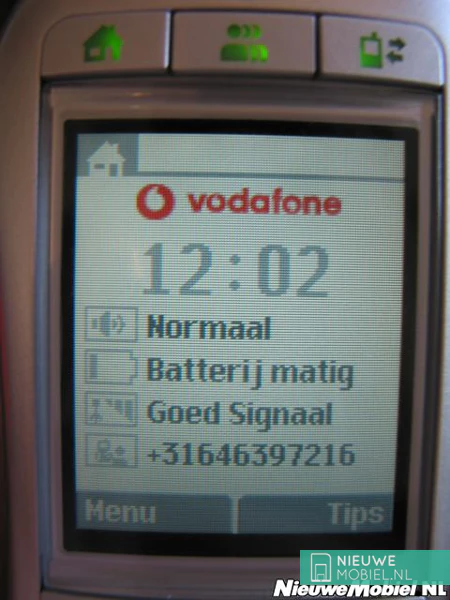 vodafone
12:02
Normaal
Batterij matig
Goed Signaal
+31646397216
Menu Tips
NIEUWE
MOBIEL.NL
NieuweMobiel.NL